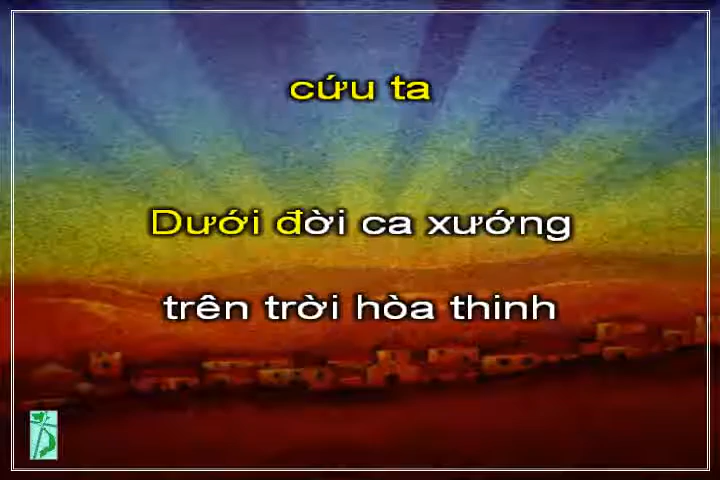 cứu ta
Dưới đời ca xướng
trên trời hòa thinh